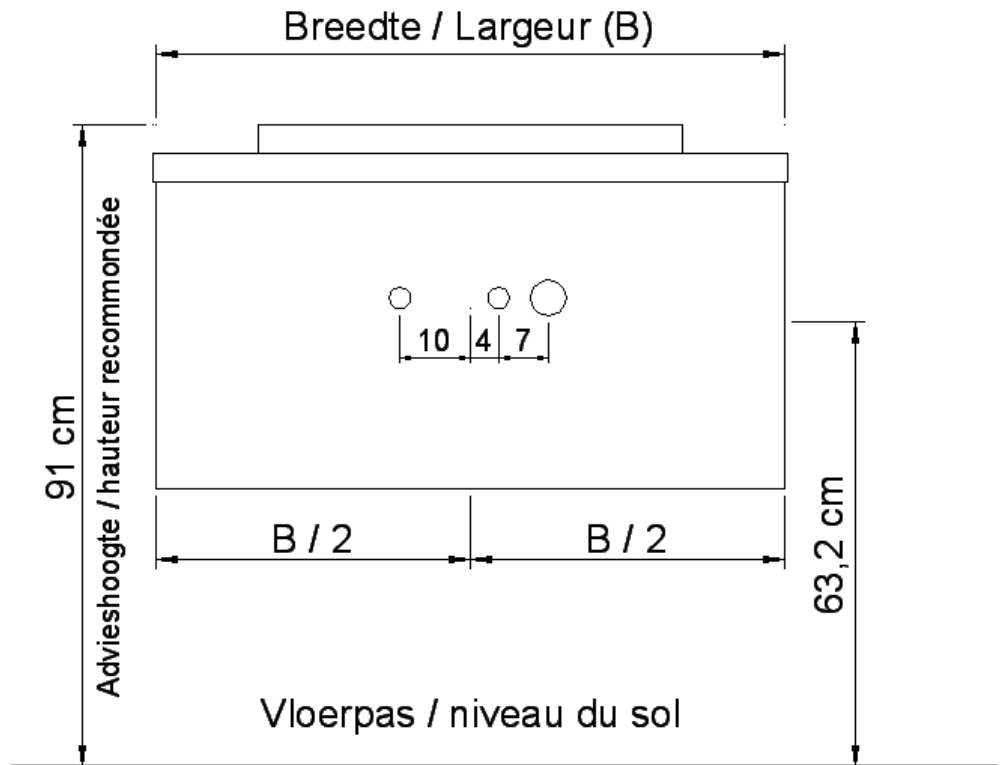 Breedte / Largeur (B)
91 cm
Advieshoogte / hauteur recommondée
10
4
7
B / 2
B / 2
63,2 cm
Vloerpas / niveau du sol